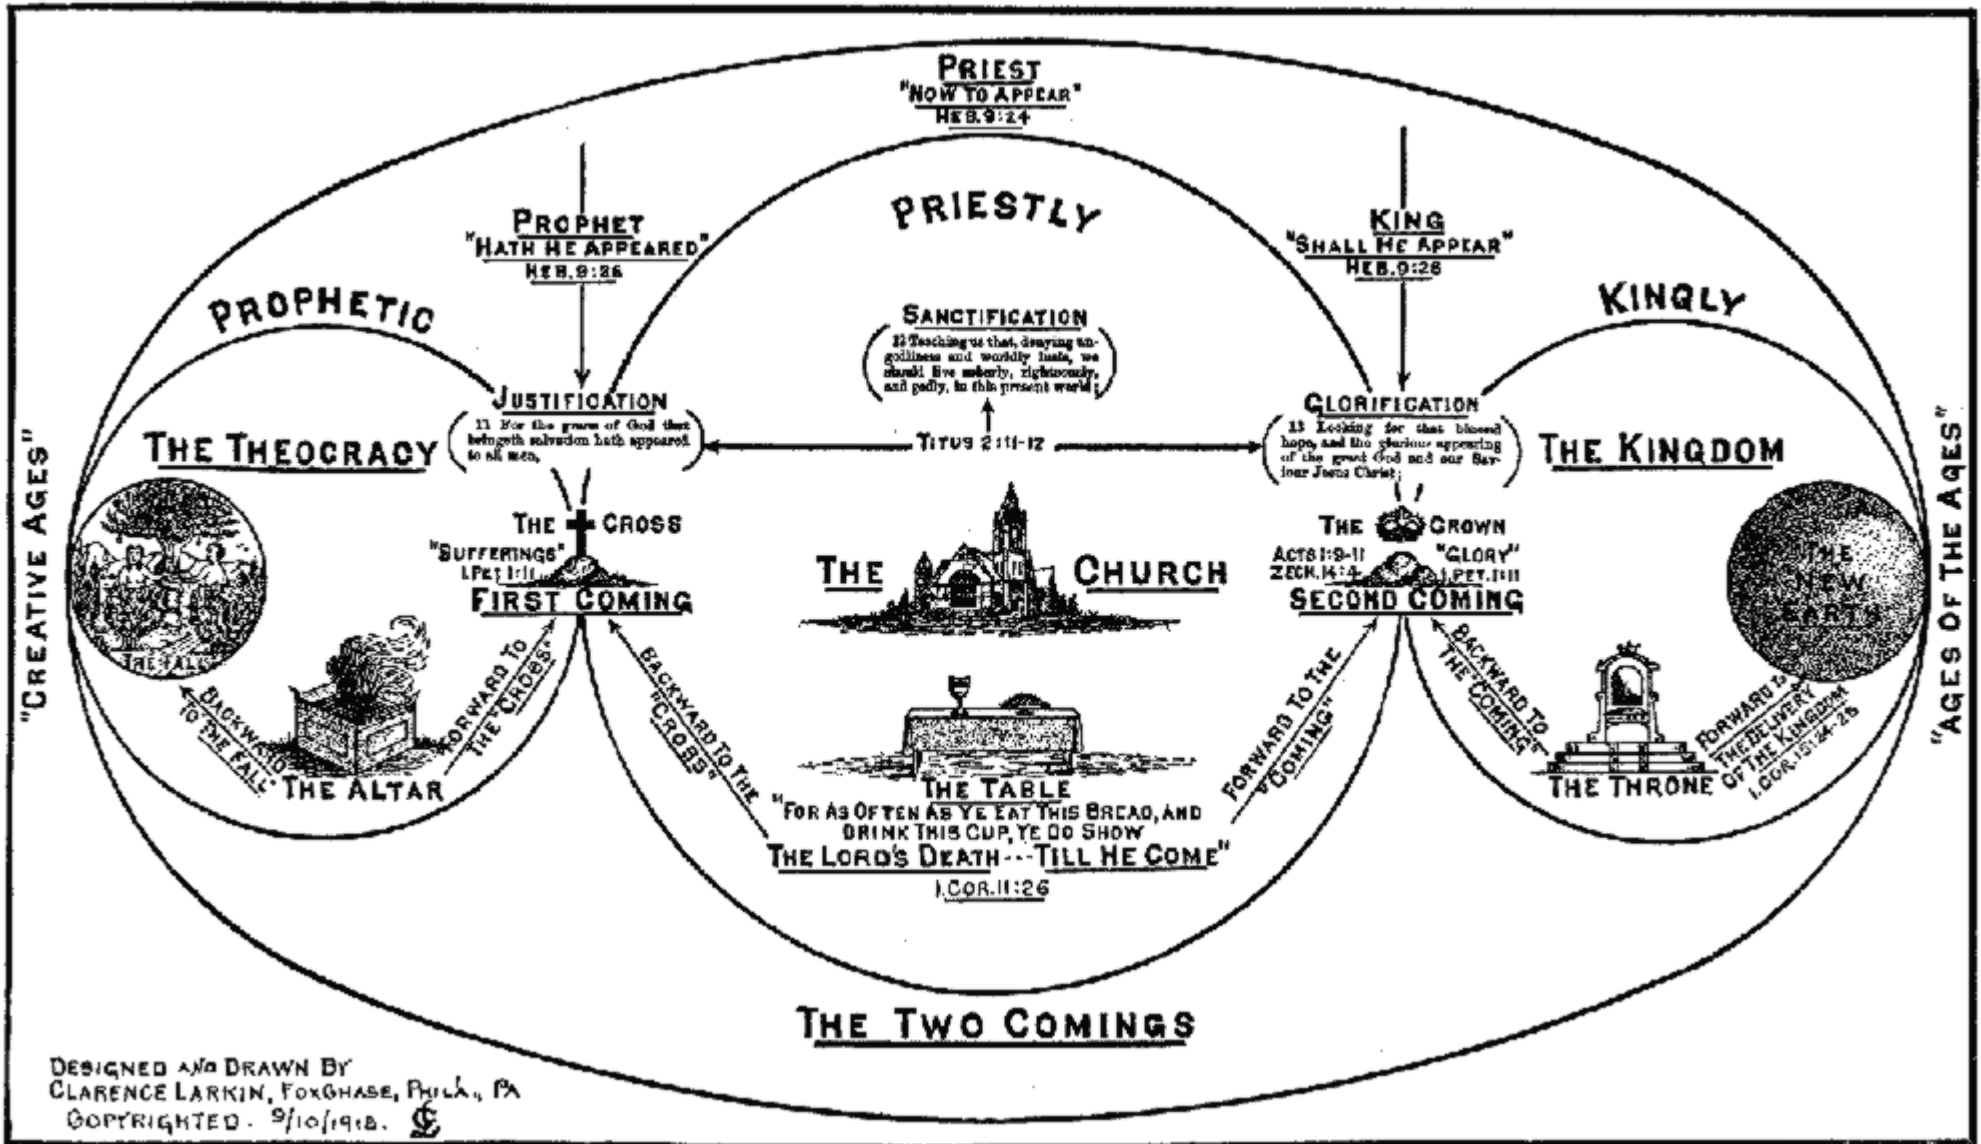 PRIEST
"NOW TO APPEAR"
HEB. 9:24
PROPHET
"HATH HE APPEARED"
HEB. 9:26
PRIESTLY
KING
"SHALL HE APPEAR"
HEB. 9:28
PROPHETIC
KINGLY
SANCTIFICATION
12 Teaching us that, denying un-
godliness and worldly lusts, we
should live soberly, righteously,
and godly, in this present world;
JUSTIFICATION
11 For the grace of God that
bringeth salvation hath appeared
to all men,
TITUS 2:11-12
GLORIFICATION
13 Looking for that blessed
hope, and the glorious appearing
of the great God and our Sav-
iour Jesus Christ;
THE THEOCRACY
THE KINGDOM
"CREATIVE AGES"
"AGES OF THE AGES"
THE FALL
THE CROSS
"SUFFERINGS"
1. PET. 1:11
FIRST COMING
THE CHURCH
THE CROWN
ACTS 1:9-11
ZECH. 14:4
"GLORY"
1. PET. 1:11
SECOND COMING
THE
NEW
EARTH
BACKWARD
TO THE FALL.
THE ALTAR
FORWARD TO
THE "CROSS"
BACKWARD TO THE
"CROSS"
THE TABLE
"FOR AS OFTEN AS YE EAT THIS BREAD, AND
DRINK THIS CUP, YE DO SHOW
THE LORD'S DEATH --- TILL HE COME"
1. COR. 11:26
FORWARD TO THE
"COMING"
BACKWARD TO
THE "COMING"
THE THRONE
FORWARD TO
THE DELIVERY
OF THE KINGDOM
1. COR. 15:24-28
THE TWO COMINGS
DESIGNED AND DRAWN BY
CLARENCE LARKIN, FOXCHASE, PHILA., PA
COPYRIGHTED. 9/10/1918.